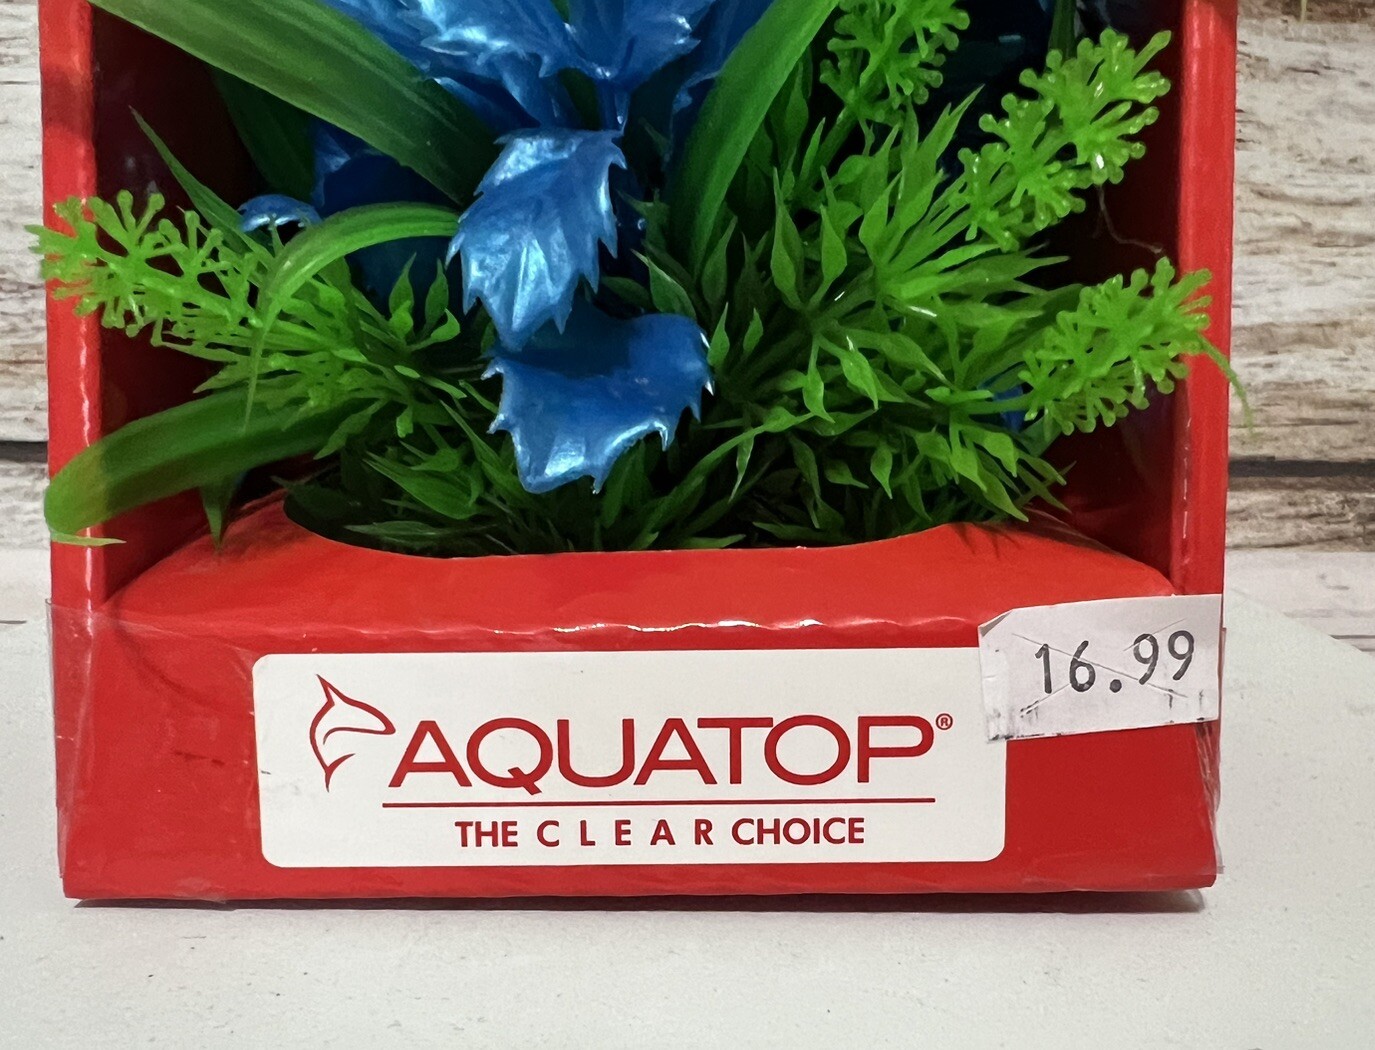 16.99
AQUATOP®
THE CLEAR CHOICE